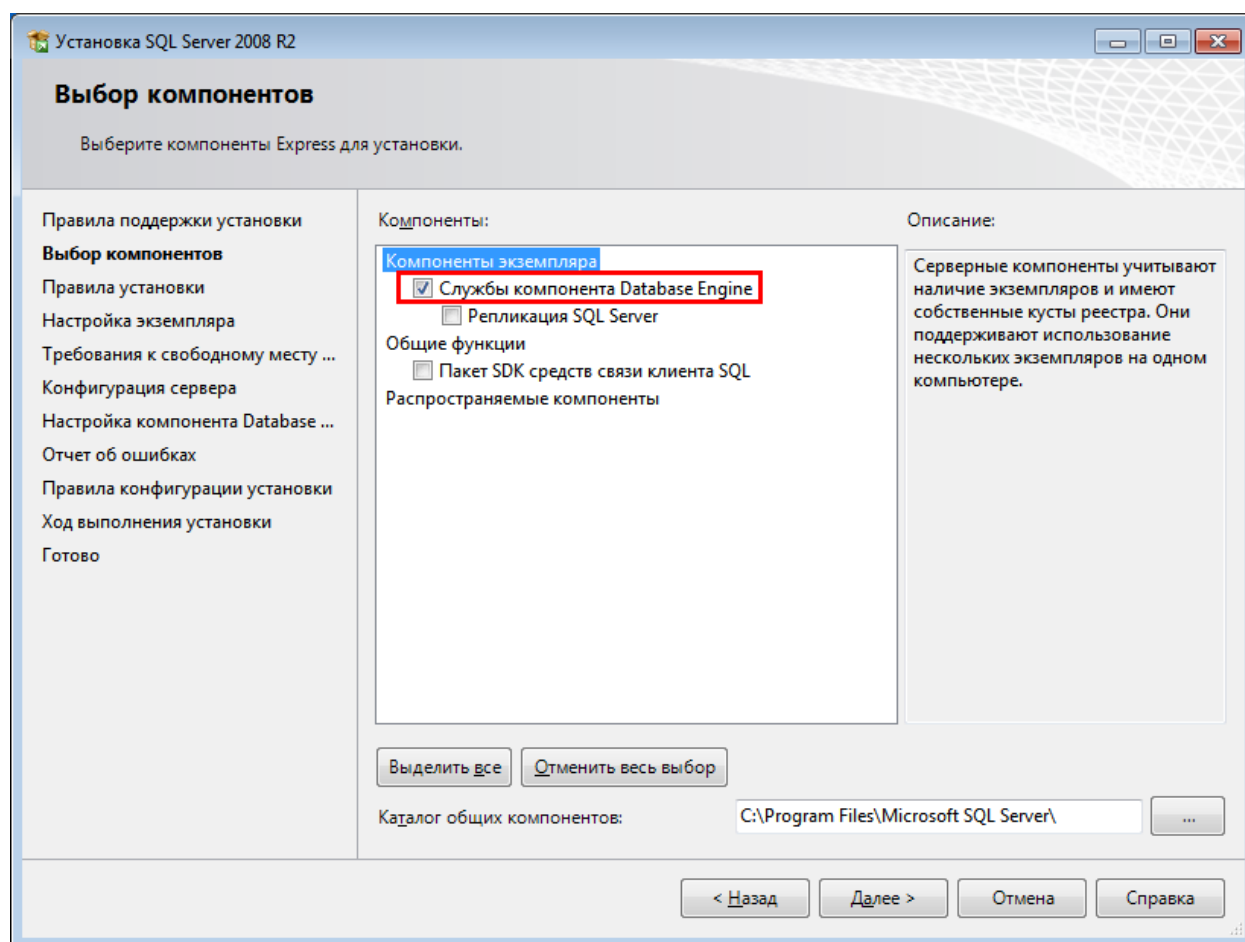 Установка SQL Server 2008 R2
Выбор компонентов
Выберите компоненты Express для установки.
Правила поддержки установки
Выбор компонентов
Правила установки
Настройка экземпляра
Требования к свободному месту ...
Конфигурация сервера
Настройка компонента Database ...
Отчет об ошибках
Правила конфигурации установки
Ход выполнения установки
Готово
Компоненты:
Компоненты экземпляра
Службы компонента Database Engine
Репликация SQL Server
Общие функции
Пакет SDK средств связи клиента SQL
Распространяемые компоненты
Описание:
Серверные компоненты учитывают
наличие экземпляров и имеют
собственные кусты реестра. Они
поддерживают использование
нескольких экземпляров на одном
компьютере.
Выделить все
Отменить весь выбор
Каталог общих компонентов:
C:\Program Files\Microsoft SQL Server\
...
< Назад
Далее >
Отмена
Справка